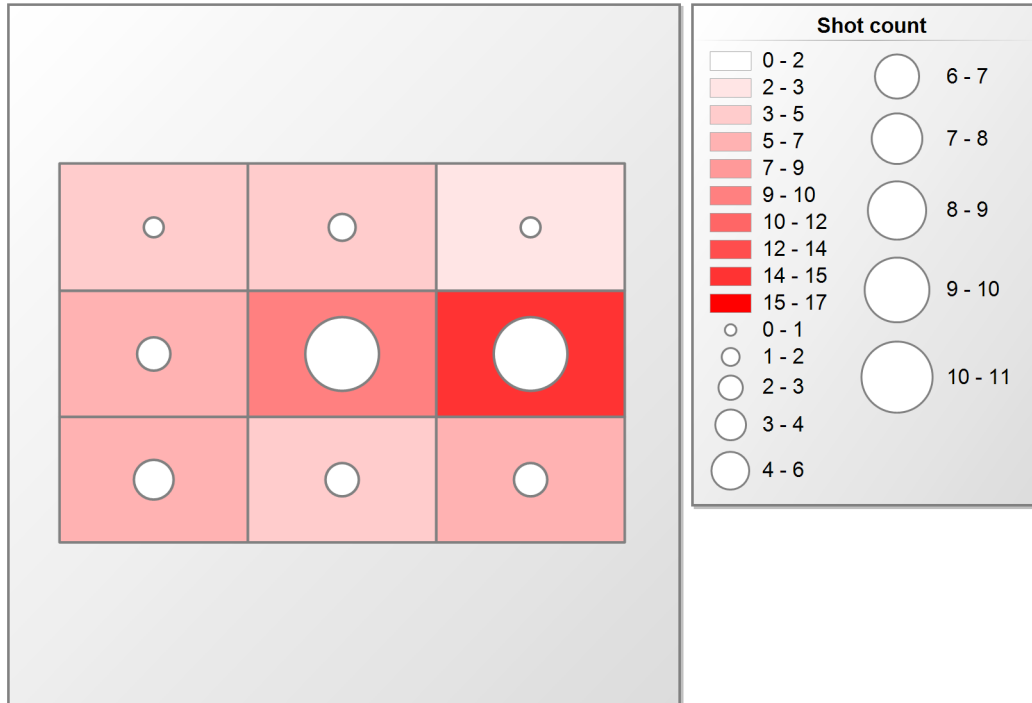 Shot count
0 - 2
2 - 3
3 - 5
5 - 7
7 - 9
9 - 10
10 - 12
12 - 14
14 - 15
15 - 17
0 - 1
1 - 2
2 - 3
3 - 4
4 - 6
6 - 7
7 - 8
8 - 9
9 - 10
10 - 11